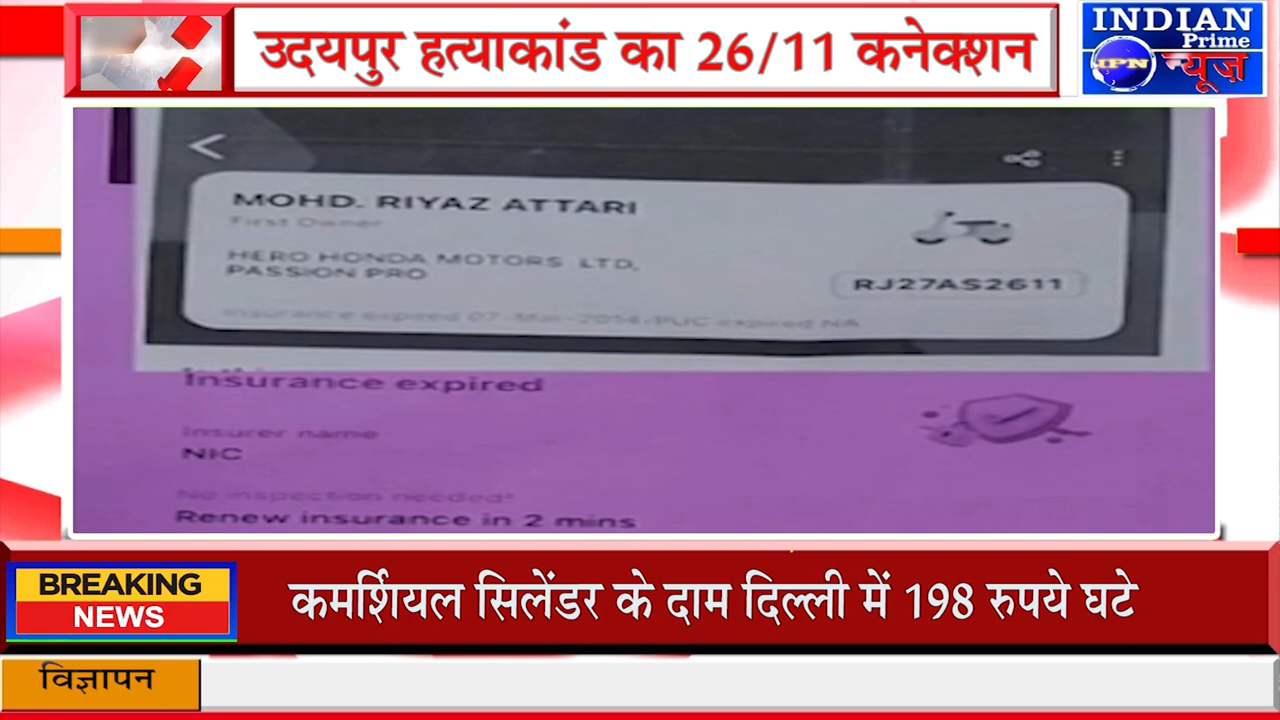 उदयपुर हत्याकांड का 26/11 कनेक्शन
INDIAN
Prime
IPN न्यूज़
MOHD. RIYAZ ATTARI
First Owner
HERO HONDA MOTORS LTD,
PASSION PRO
RJ27AS2611
Insurance expired 07-Mar-2014-PUC expired NA
Insurance expired
Insurer name
NIC
No inspection needed*
Renew insurance in 2 mins
BREAKING
NEWS
कमर्शियल सिलेंडर के दाम दिल्ली में 198 रुपये घटे
विज्ञापन